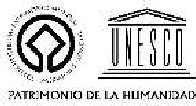 UNESCO
PATRIMONIO DE LA HUMANIDAD